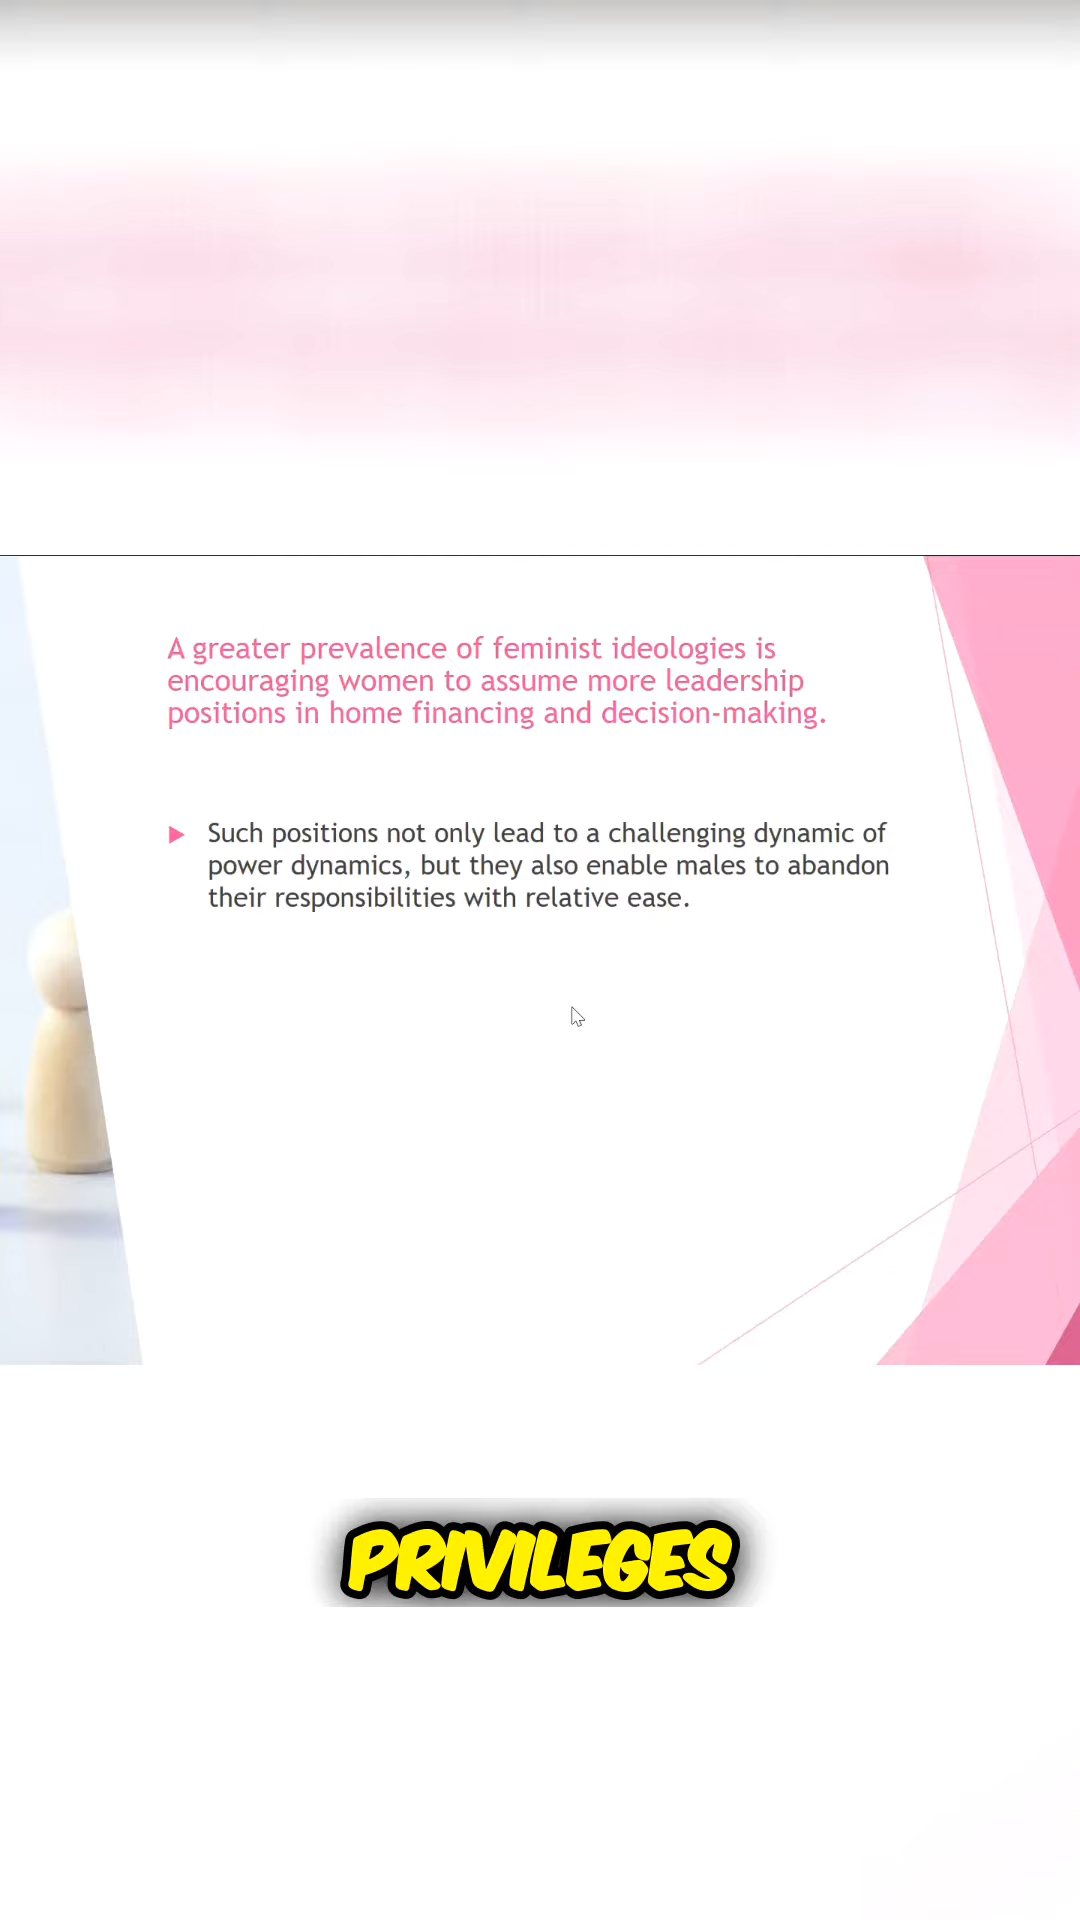 A greater prevalence of feminist ideologies is
encouraging women to assume more leadership
positions in home financing and decision-making.
Such positions not only lead to a challenging dynamic of
power dynamics, but they also enable males to abandon
their responsibilities with relative ease.
PRIVILEGES